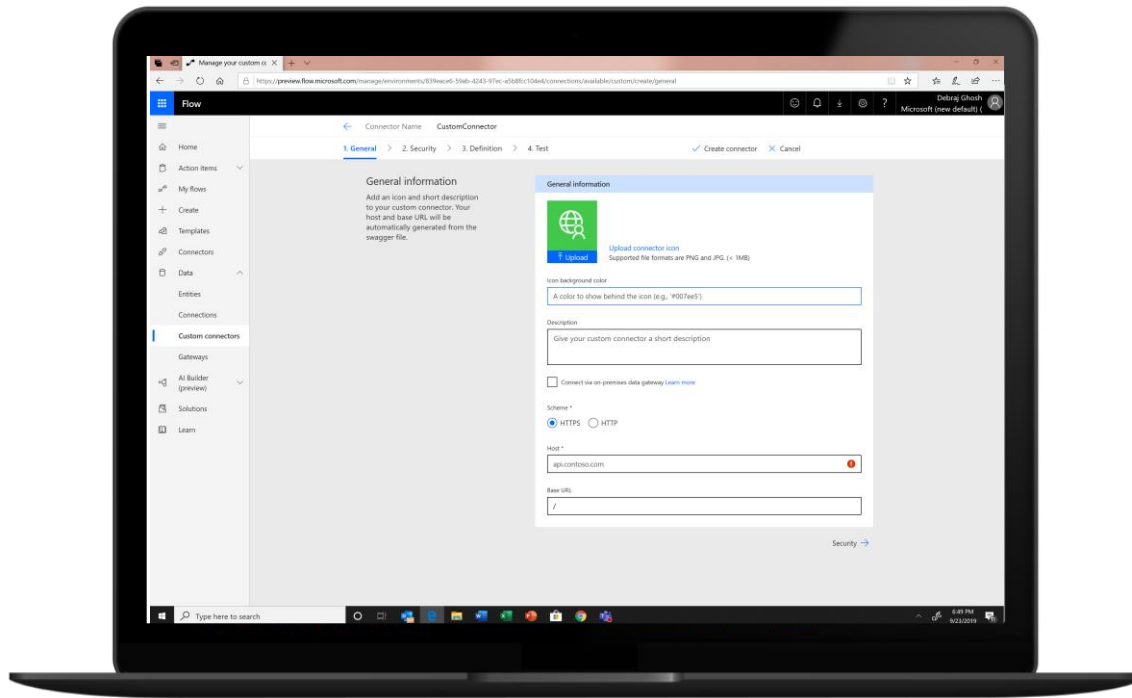 Manage your custom co
https://preview.flow.microsoft.com/manage/environments/839eace6-59ab-4243-97ec-a5b8fcc104e4/connections/available/custom/create/general
Flow
?
Debraj Ghosh
Microsoft (new default) (
Connector Name CustomConnector
1. General > 2. Security > 3. Definition > 4. Test
Create connector
Cancel
Home
Action items
My flows
Create
Templates
Connectors
Data
Entities
Connections
Custom connectors
Gateways
AI Builder
(preview)
Solutions
Learn
General information
Add an icon and short description
to your custom connector. Your
host and base URL will be
automatically generated from the
swagger file.
General information
Upload
Upload connector icon
Supported file formats are PNG and JPG. (< 1MB)
Icon background color
A color to show behind the icon (e.g., '#007ee5')
Description
Give your custom connector a short description
Connect via on-premises data gateway Learn more
Scheme *
HTTPS HTTP
Host *
api.contoso.com
Base URL
/
Security
Type here to search
6:49 PM
9/23/2019